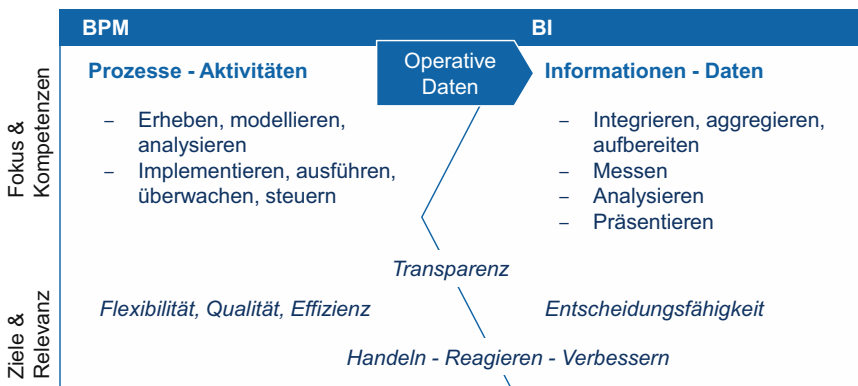 BPM
BI
Operative
Daten
Prozesse - Aktivitäten
Informationen - Daten
Fokus &
Kompetenzen
– Erheben, modellieren,
analysieren
– Implementieren, ausführen,
überwachen, steuern
– Integrieren, aggregieren,
aufbereiten
– Messen
– Analysieren
– Präsentieren
Transparenz
Ziele &
Relevanz
Flexibilität, Qualität, Effizienz
Entscheidungsfähigkeit
Handeln - Reagieren - Verbessern